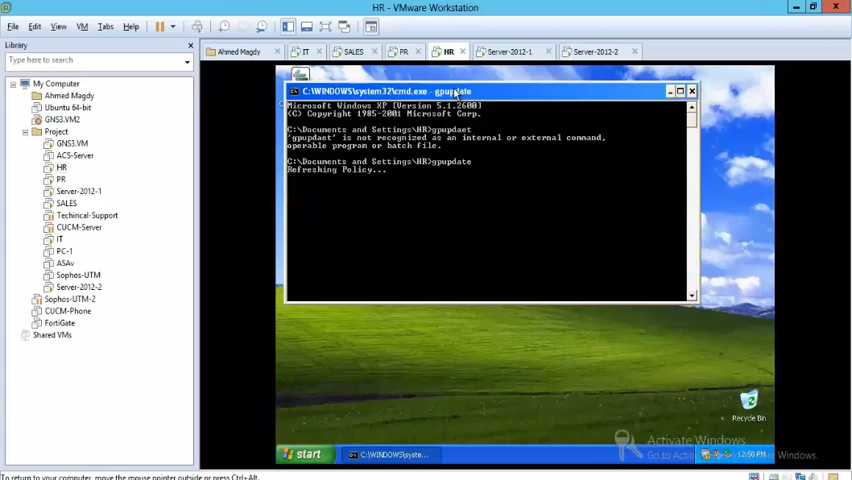 HR - VMware Workstation
File Edit View VM Tabs Help
Library
Type here to search
My Computer
Ahmed Magdy
Ubuntu 64-bit
GNS3.VM2
Project
GNS3.VM
ACS-Server
HR
PR
Server-2012-1
SALES
Techincal-Support
CUCM-Server
IT
PC-1
ASAv
Sophos-UTM
Server-2012-2
Sophos-UTM-2
CUCM-Phone
FortiGate
Shared VMs
Ahmed Magdy IT SALES PR HR Server-2012-1 Server-2012-2
C:\WINDOWS\system32\cmd.exe - gpupdate
Microsoft Windows XP [Version 5.1.2600]
(C) Copyright 1985-2001 Microsoft Corp.
C:\Documents and Settings\HR>gpupdaet
'gpupdaet' is not recognized as an internal or external command,
operable program or batch file.
C:\Documents and Settings\HR>gpupdate
Refreshing Policy...
Recycle Bin
Activate Windows
Go to Action Windows.
start C:\WINDOWS\syste... 12:50 PM
To return to your computer, move the mouse pointer outside or press Ctrl+Alt.